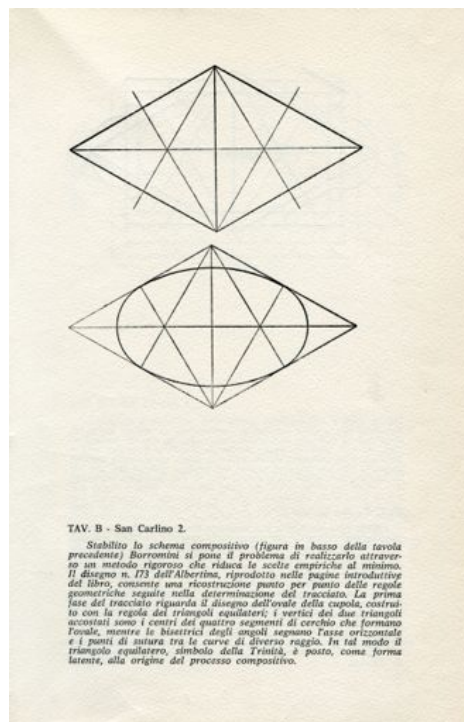 TAV. B - San Carlino 2.
Stabilito lo schema compositivo (figura in basso della tavola
precedente) Borromini si pone il problema di realizzarlo attraver-
so un metodo rigoroso che riduca le scelte empiriche al minimo.
Il disegno n. 173 dell'Albertina, riprodotto nelle pagine introduttive
del libro, consente una ricostruzione punto per punto delle regole
geometriche seguite nella determinazione del tracciato. La prima
fase del tracciato riguarda il disegno dell'ovale della cupola, costrui-
to con la regola dei triangoli equilateri; i vertici dei due triangoli
accostati sono i centri dei quattro segmenti di cerchio che formano
l'ovale, mentre le bisettrici degli angoli segnano l'asse orizzontale
e i punti di sutura tra le curve di diverso raggio. In tal modo il
triangolo equilatero, simbolo della Trinità, è posto, come forma
latente, alla origine del processo compositivo.